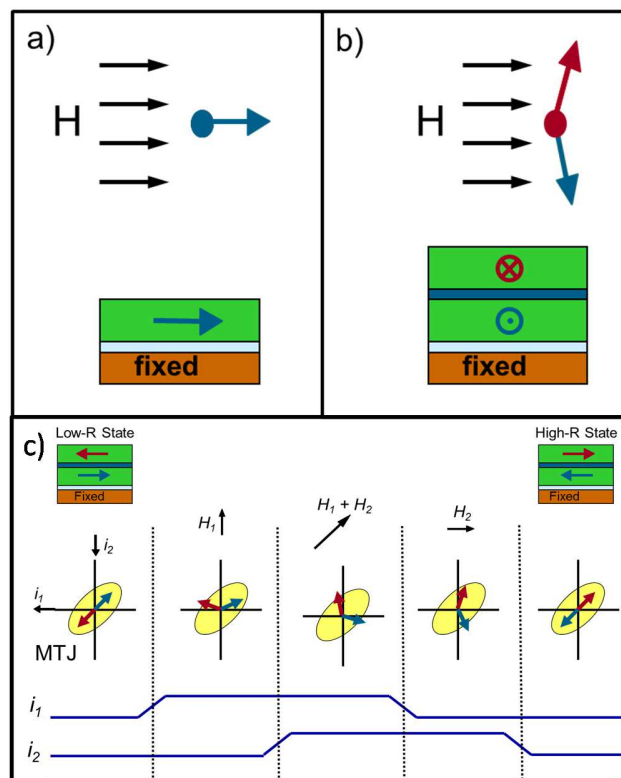 a)
H
fixed
b)
H
fixed
c)
Low-R State
Fixed
High-R State
Fixed
H1
H1 + H2
H2
i2
i1
MTJ
i1
i2